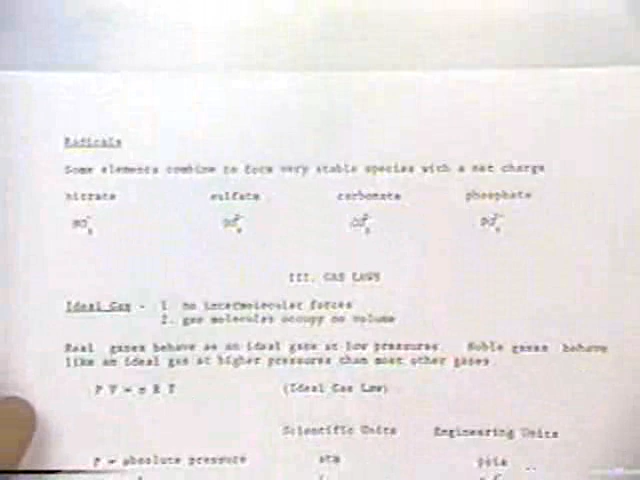 Radicals
Some elements combine to form very stable species with a net charge
nitrate sulfate carbonate phosphate
III. GAS LAWS
Ideal Gas - 1. no intermolecular forces
2. gas molecules occupy no volume
Real gases behave as an ideal gase at low pressures. Noble gases behave
like an ideal gas at higher pressures than most other gases
P V = n R T (Ideal Gas Law)
Scientific Units Engineering Units
P = absolute pressure atm psia